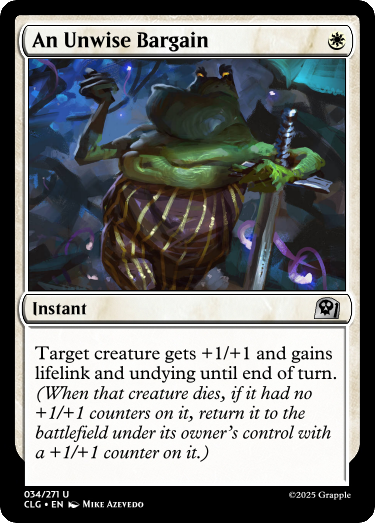 An Unwise Bargain
Instant
Target creature gets +1/+1 and gains
lifelink and undying until end of turn.
(When that creature dies, if it had no
+1/+1 counters on it, return it to the
battlefield under its owner's control with
a +1/+1 counter on it.)
034/271 U
CLG • EN Mike Azevedo
©2025 Grapple